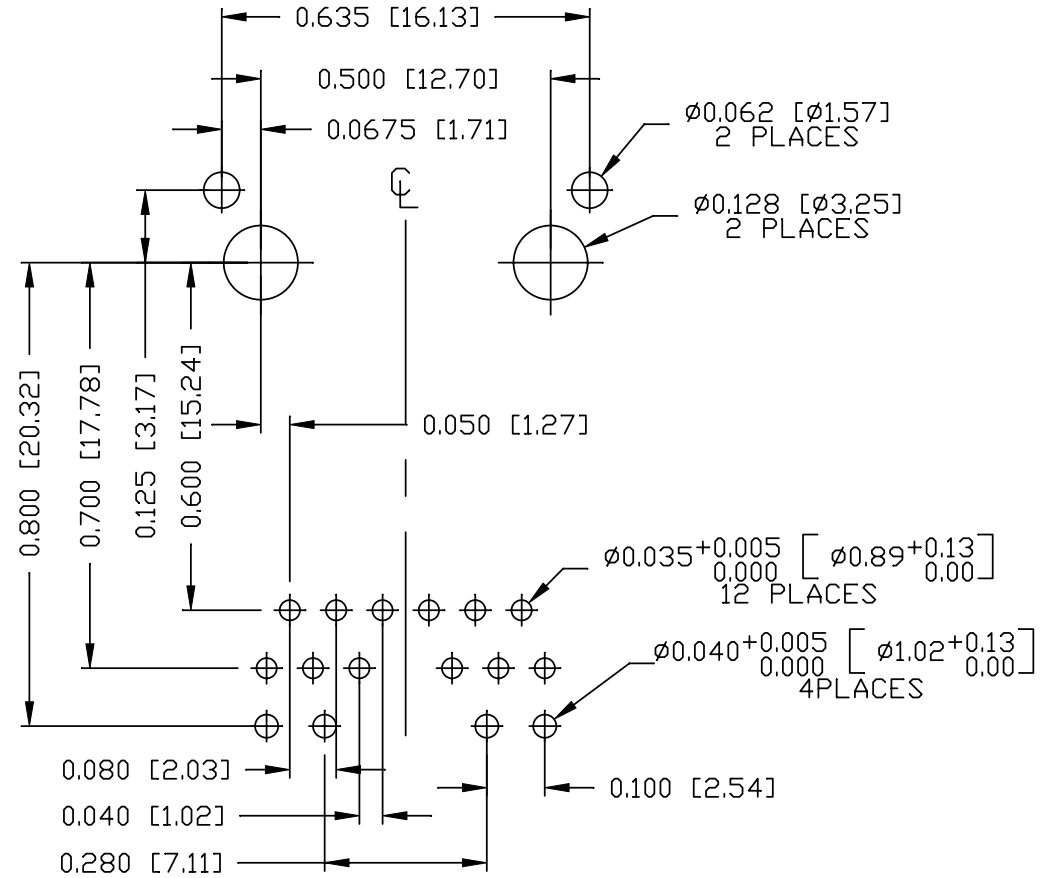 0.635 [16.13]
0.500 [12.70]
0.0675 [1.71]
Ø0.062 [Ø1.57]
2 PLACES
℄
Ø0.128 [Ø3.25]
2 PLACES
0.800 [20.32]
0.700 [17.78]
0.125 [3.17]
0.600 [15.24]
0.050 [1.27]
Ø0.035+0.005 [Ø0.89+0.13]
0.000 0.00
12 PLACES
Ø0.040+0.005 [Ø1.02+0.13]
0.000 0.00
4PLACES
0.080 [2.03]
0.100 [2.54]
0.040 [1.02]
0.280 [7.11]